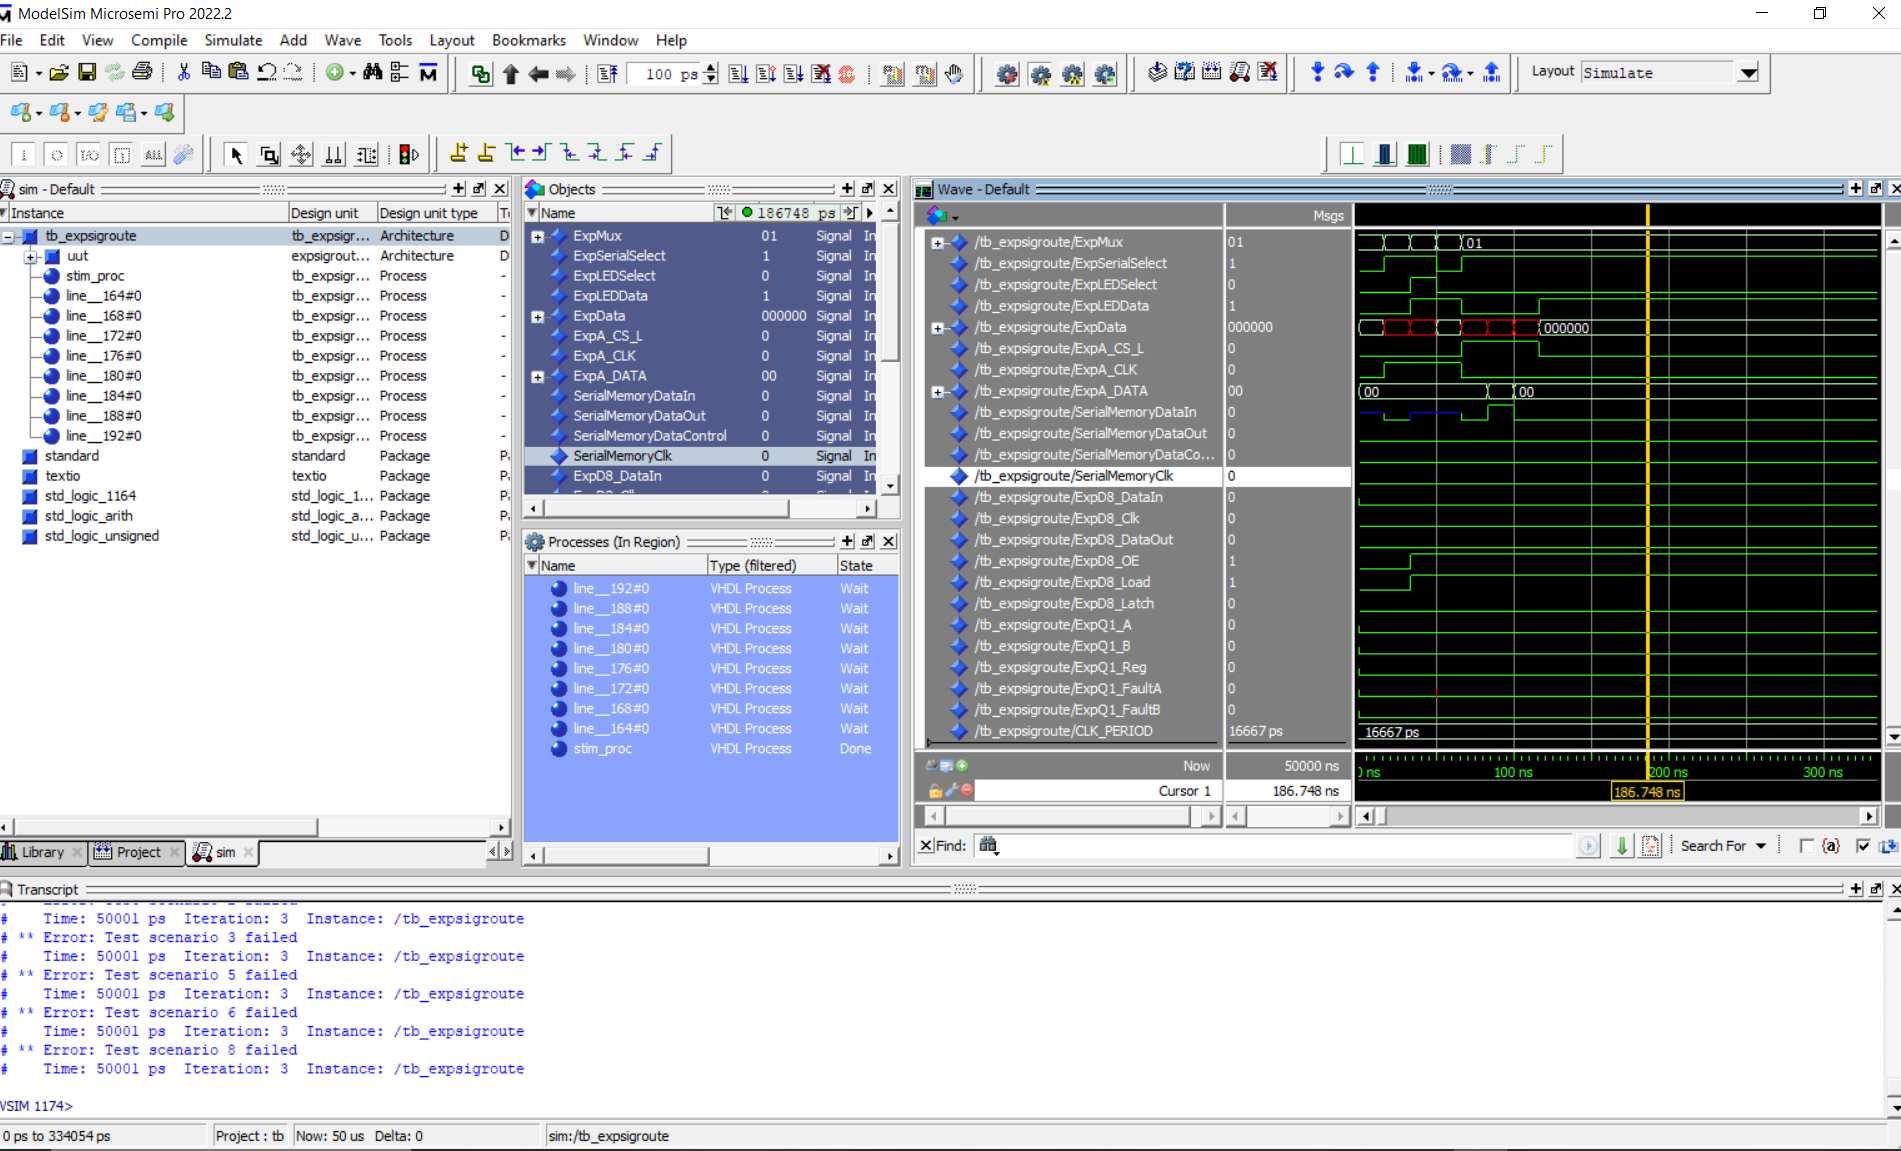 ModelSim Microsemi Pro 2022.2
File Edit View Compile Simulate Add Wave Tools Layout Bookmarks Window Help
100 ps
Layout Simulate
sim - Default
Instance Design unit Design unit type
tb_expsigroute tb_expsigr... Architecture D
uut expsigrout... Architecture D
stim_proc tb_expsigr... Process -
line__164#0 tb_expsigr... Process -
line__168#0 tb_expsigr... Process -
line__172#0 tb_expsigr... Process -
line__176#0 tb_expsigr... Process -
line__180#0 tb_expsigr... Process -
line__184#0 tb_expsigr... Process -
line__188#0 tb_expsigr... Process -
line__192#0 tb_expsigr... Process -
standard standard Package
textio textio Package
std_logic_1164 std_logic_1... Package
std_logic_arith std_logic_a... Package
std_logic_unsigned std_logic_u... Package
Library Project sim
Objects
Name 186748 ps
ExpMux 01 Signal In
ExpSerialSelect 1 Signal In
ExpLEDSelect 0 Signal In
ExpLEDData 1 Signal In
ExpData 000000 Signal In
ExpA_CS_L 0 Signal In
ExpA_CLK 0 Signal In
ExpA_DATA 00 Signal In
SerialMemoryDataIn 0 Signal In
SerialMemoryDataOut 0 Signal In
SerialMemoryDataControl 0 Signal In
SerialMemoryClk 0 Signal In
ExpD8_DataIn 0 Signal In
Processes (In Region)
Name Type (filtered) State
line__192#0 VHDL Process Wait
line__188#0 VHDL Process Wait
line__184#0 VHDL Process Wait
line__180#0 VHDL Process Wait
line__176#0 VHDL Process Wait
line__172#0 VHDL Process Wait
line__168#0 VHDL Process Wait
line__164#0 VHDL Process Wait
stim_proc VHDL Process Done
Wave - Default
Msgs
/tb_expsigroute/ExpMux 01 01
/tb_expsigroute/ExpSerialSelect 1
/tb_expsigroute/ExpLEDSelect 0
/tb_expsigroute/ExpLEDData 1
/tb_expsigroute/ExpData 000000 000000
/tb_expsigroute/ExpA_CS_L 0
/tb_expsigroute/ExpA_CLK 0
/tb_expsigroute/ExpA_DATA 00 00 00
/tb_expsigroute/SerialMemoryDataIn 0
/tb_expsigroute/SerialMemoryDataOut 0
/tb_expsigroute/SerialMemoryDataCo... 0
/tb_expsigroute/SerialMemoryClk 0
/tb_expsigroute/ExpD8_DataIn 0
/tb_expsigroute/ExpD8_Clk 0
/tb_expsigroute/ExpD8_DataOut 0
/tb_expsigroute/ExpD8_OE 1
/tb_expsigroute/ExpD8_Load 1
/tb_expsigroute/ExpD8_Latch 0
/tb_expsigroute/ExpQ1_A 0
/tb_expsigroute/ExpQ1_B 0
/tb_expsigroute/ExpQ1_Reg 0
/tb_expsigroute/ExpQ1_FaultA 0
/tb_expsigroute/ExpQ1_FaultB 0
/tb_expsigroute/CLK_PERIOD 16667 ps 16667 ps
Now 50000 ns ns 100 ns 200 ns 300 ns
Cursor 1 186.748 ns 186.748 ns
Find: Search For
Transcript
# Time: 50001 ps Iteration: 3 Instance: /tb_expsigroute
# ** Error: Test scenario 3 failed
# Time: 50001 ps Iteration: 3 Instance: /tb_expsigroute
# ** Error: Test scenario 5 failed
# Time: 50001 ps Iteration: 3 Instance: /tb_expsigroute
# ** Error: Test scenario 6 failed
# Time: 50001 ps Iteration: 3 Instance: /tb_expsigroute
# ** Error: Test scenario 8 failed
# Time: 50001 ps Iteration: 3 Instance: /tb_expsigroute
VSIM 1174>
0 ps to 334054 ps Project : tb Now: 50 us Delta: 0 sim:/tb_expsigroute